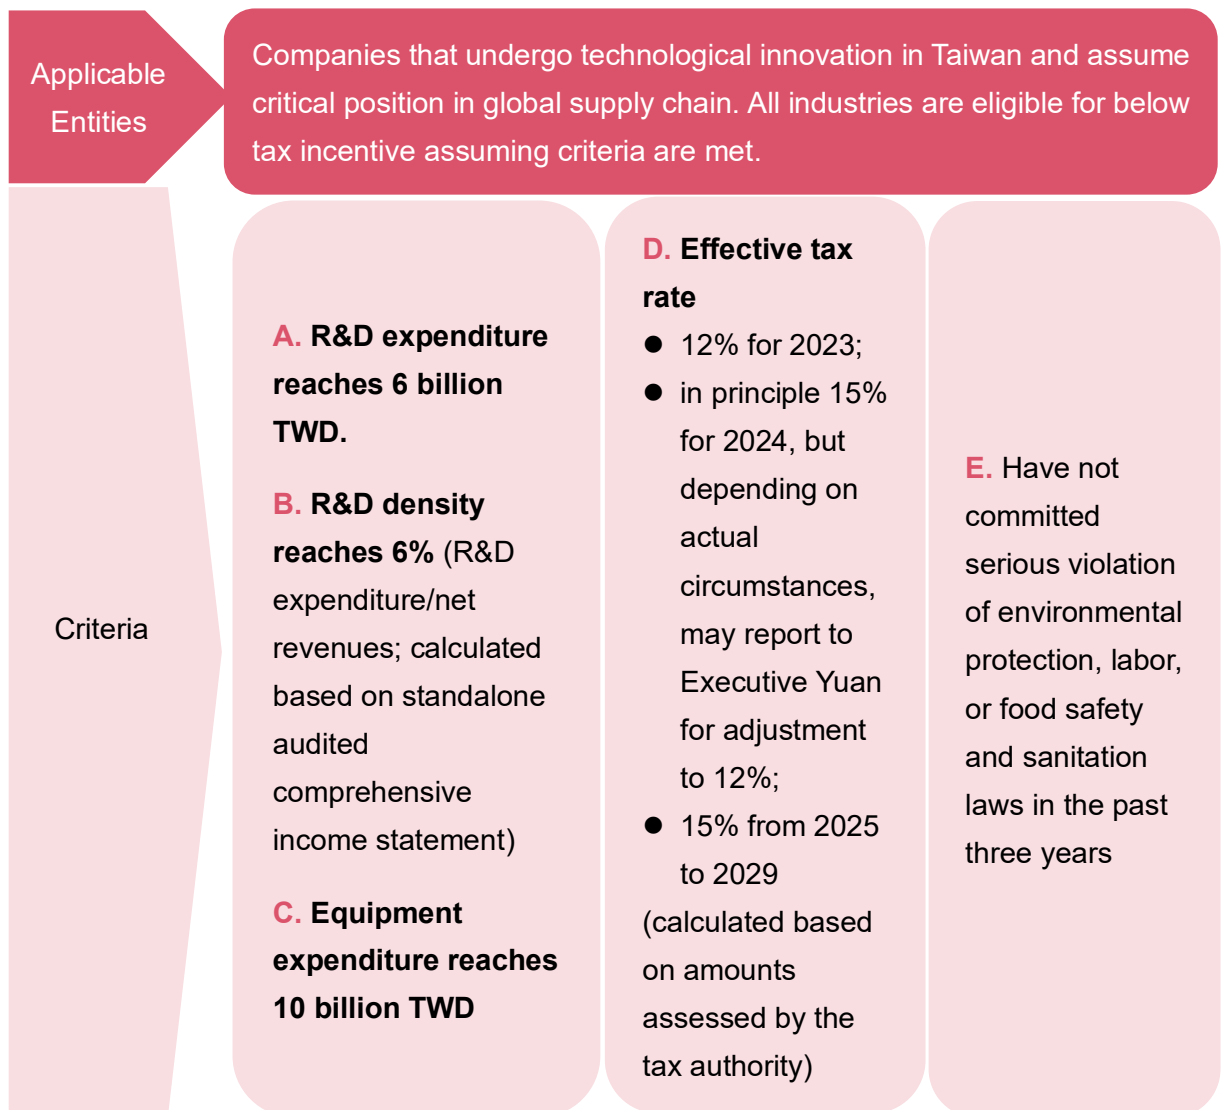 Applicable
Entities
Companies that undergo technological innovation in Taiwan and assume
critical position in global supply chain. All industries are eligible for below
tax incentive assuming criteria are met.
Criteria
A. R&D expenditure
reaches 6 billion
TWD.
B. R&D density
reaches 6% (R&D
expenditure/net
revenues; calculated
based on standalone
audited
comprehensive
income statement)
C. Equipment
expenditure reaches
10 billion TWD
D. Effective tax
rate
● 12% for 2023;
● in principle 15%
for 2024, but
depending on
actual
circumstances,
may report to
Executive Yuan
for adjustment
to 12%;
● 15% from 2025
to 2029
(calculated based
on amounts
assessed by the
tax authority)
E. Have not
committed
serious violation
of environmental
protection, labor,
or food safety
and sanitation
laws in the past
three years